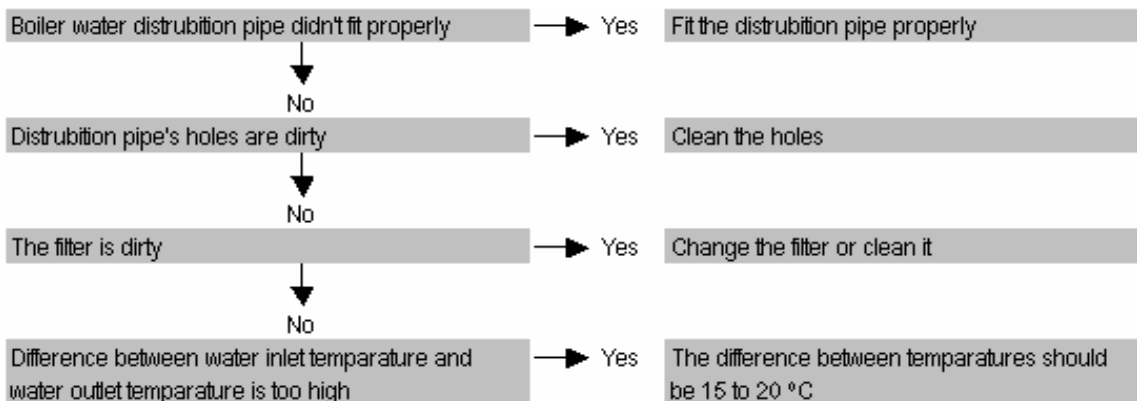 Boiler water distrubition pipe didn't fit properly Yes Fit the distrubition pipe properly
No
Distrubition pipe's holes are dirty Yes Clean the holes
No
The filter is dirty Yes Change the filter or clean it
No
Difference between water inlet temparature and Yes The difference between temparatures should
water outlet temparature is too high be 15 to 20 ºC